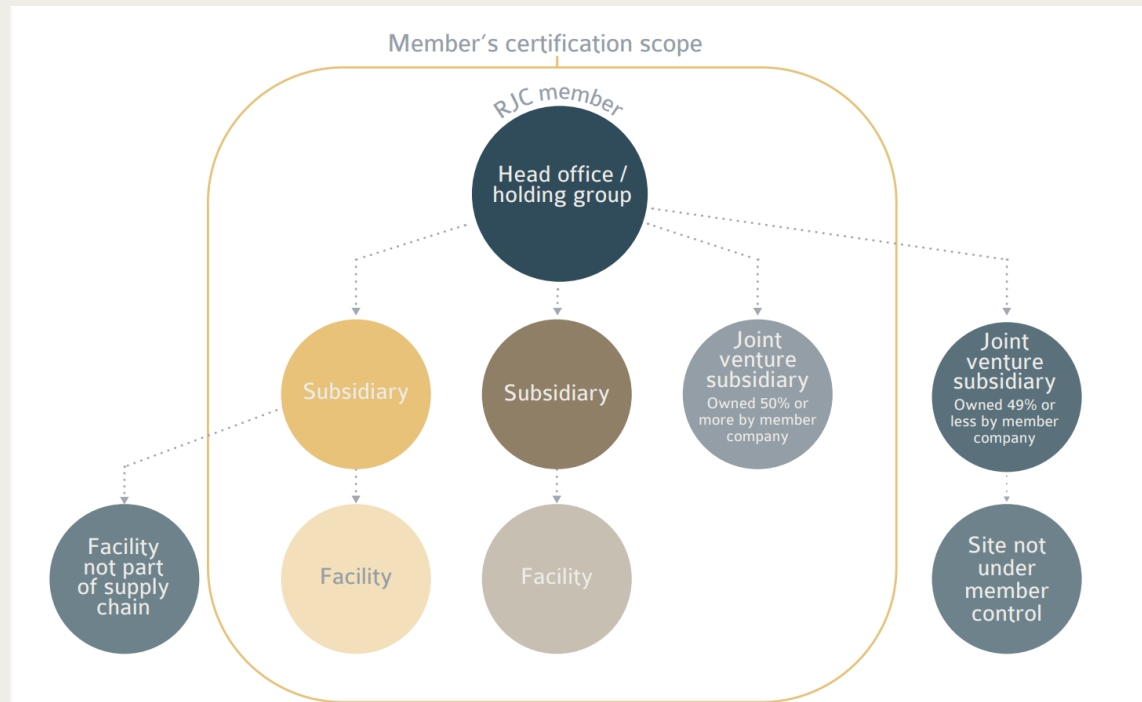 Member's certification scope
RJC member
Head office /
holding group
Subsidiary
Subsidiary
Joint
venture
subsidiary
Owned 50% or
more by member
company
Joint
venture
subsidiary
Owned 49% or
less by member
company
Facility
not part
of supply
chain
Facility
Facility
Site not
under
member
control